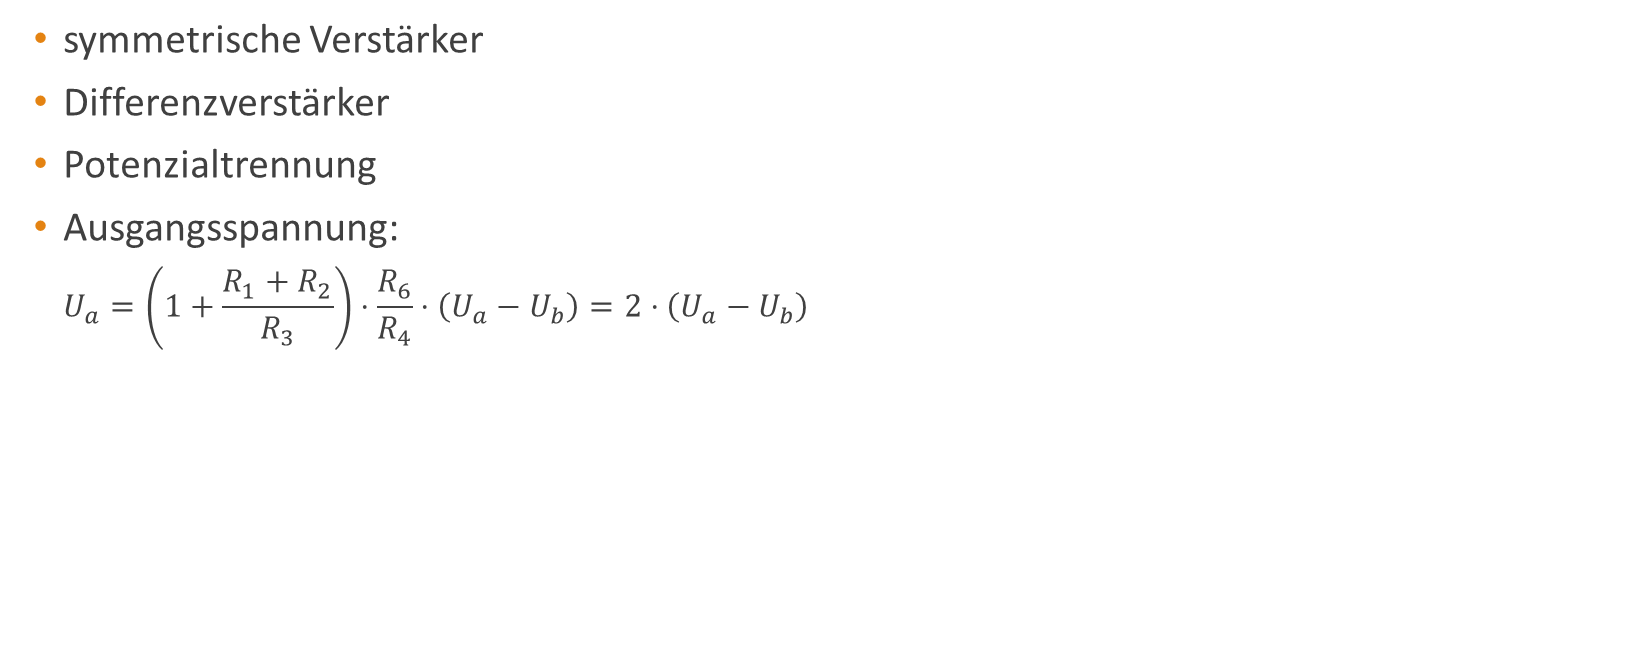 • symmetrische Verstärker
• Differenzverstärker
• Potenzialtrennung
• Ausgangsspannung:
U_a = (1 + (R_1 + R_2)/R_3) · R_6/R_4 · (U_a − U_b) = 2 · (U_a − U_b)